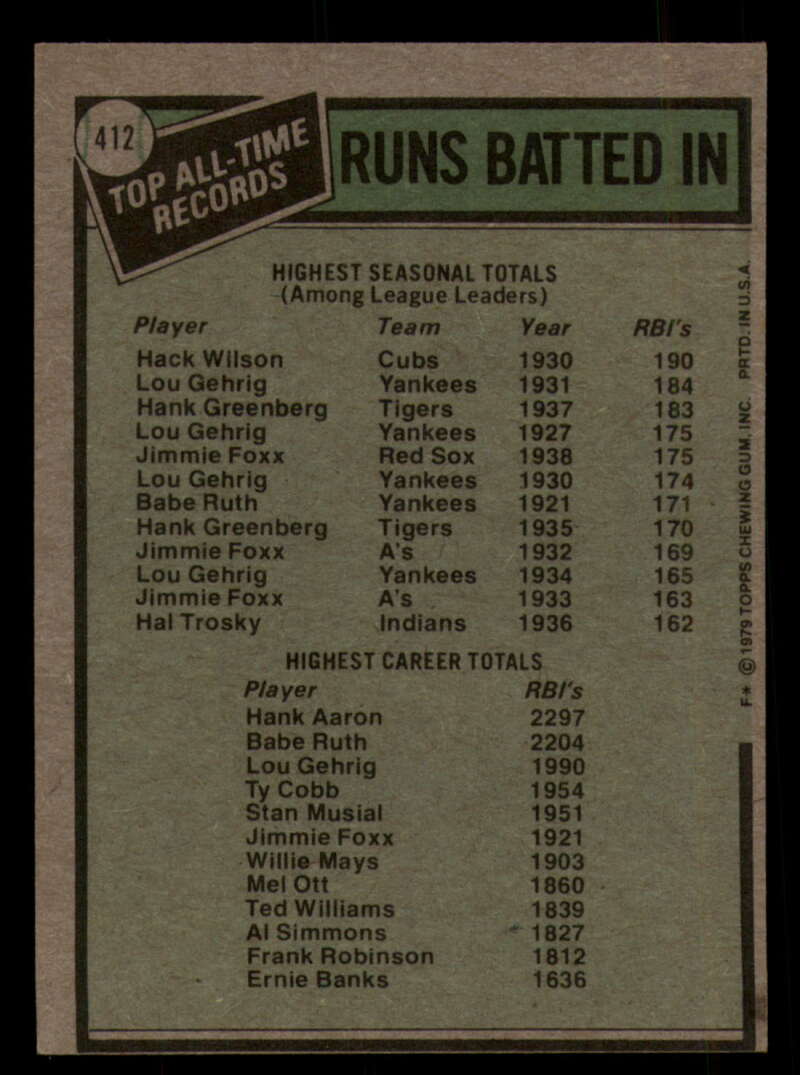 412
TOP ALL-TIME
RECORDS
RUNS BATTED IN
HIGHEST SEASONAL TOTALS
(Among League Leaders)
Player Team Year RBI's
Hack Wilson Cubs 1930 190
Lou Gehrig Yankees 1931 184
Hank Greenberg Tigers 1937 183
Lou Gehrig Yankees 1927 175
Jimmie Foxx Red Sox 1938 175
Lou Gehrig Yankees 1930 174
Babe Ruth Yankees 1921 171
Hank Greenberg Tigers 1935 170
Jimmie Foxx A's 1932 169
Lou Gehrig Yankees 1934 165
Jimmie Foxx A's 1933 163
Hal Trosky Indians 1936 162
HIGHEST CAREER TOTALS
Player RBI's
Hank Aaron 2297
Babe Ruth 2204
Lou Gehrig 1990
Ty Cobb 1954
Stan Musial 1951
Jimmie Foxx 1921
Willie Mays 1903
Mel Ott 1860
Ted Williams 1839
Al Simmons 1827
Frank Robinson 1812
Ernie Banks 1636
F* © 1979 TOPPS CHEWING GUM, INC. PRTD. IN U.S.A.